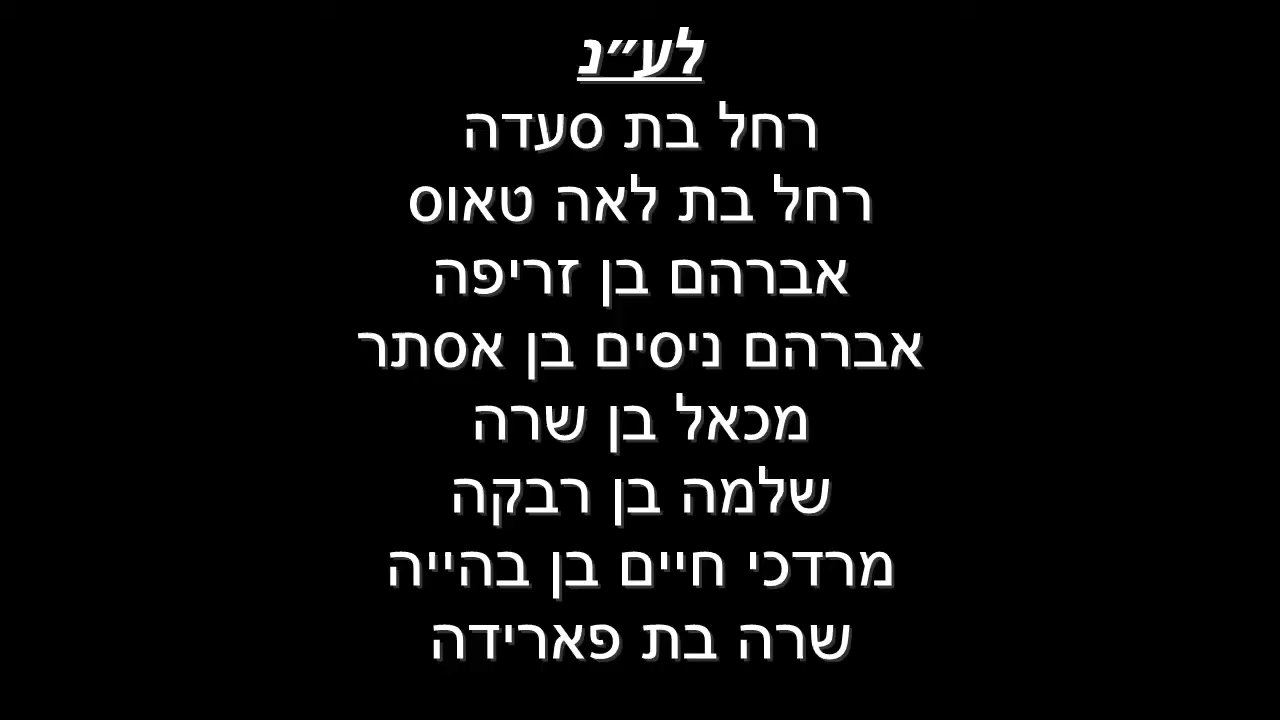 לע״נ
רחל בת סעדה
רחל בת לאה טאוס
אברהם בן זריפה
אברהם ניסים בן אסתר
מכאל בן שרה
שלמה בן רבקה
מרדכי חיים בן בהייה
שרה בת פארידה